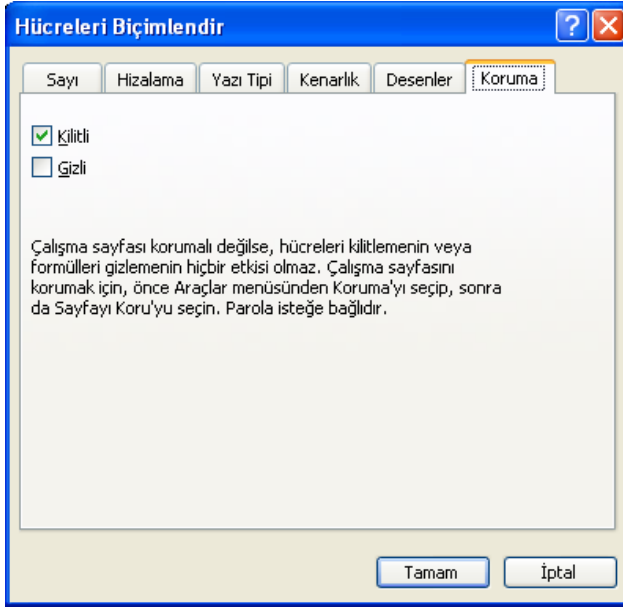 Hücreleri Biçimlendir
Sayı Hizalama Yazı Tipi Kenarlık Desenler Koruma
Kilitli
Gizli
Çalışma sayfası korumalı değilse, hücreleri kilitlemenin veya
formülleri gizlemenin hiçbir etkisi olmaz. Çalışma sayfasını
korumak için, önce Araçlar menüsünden Koruma'yı seçip, sonra
da Sayfayı Koru'yu seçin. Parola isteğe bağlıdır.
Tamam İptal